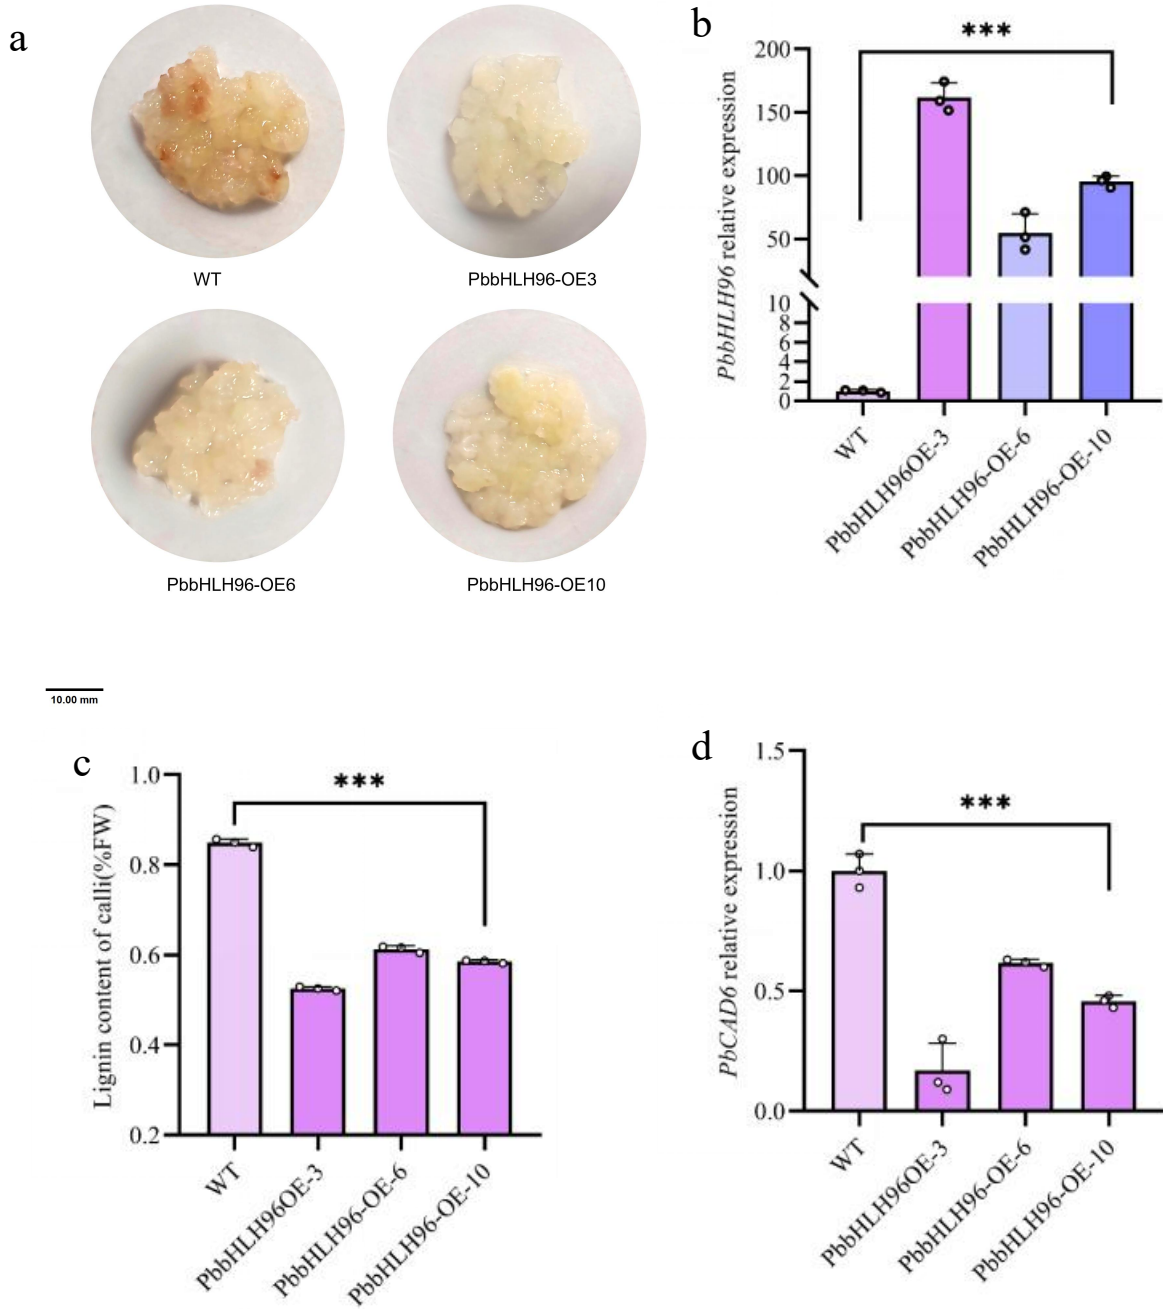 a
WT
PbbHLH96-OE3
PbbHLH96-OE6
PbbHLH96-OE10
10.00 mm
b
***
PbbHLH96 relative expression
200
150
100
50
10
8
6
4
2
0
WT
PbbHLH96OE-3
PbbHLH96-OE-6
PbbHLH96-OE-10
c
***
Lignin content of calli(%FW)
1.0
0.8
0.6
0.4
0.2
WT
PbbHLH96OE-3
PbbHLH96-OE-6
PbbHLH96-OE-10
d
***
PbCAD6 relative expression
1.5
1.0
0.5
0.0
WT
PbbHLH96OE-3
PbbHLH96-OE-6
PbbHLH96-OE-10